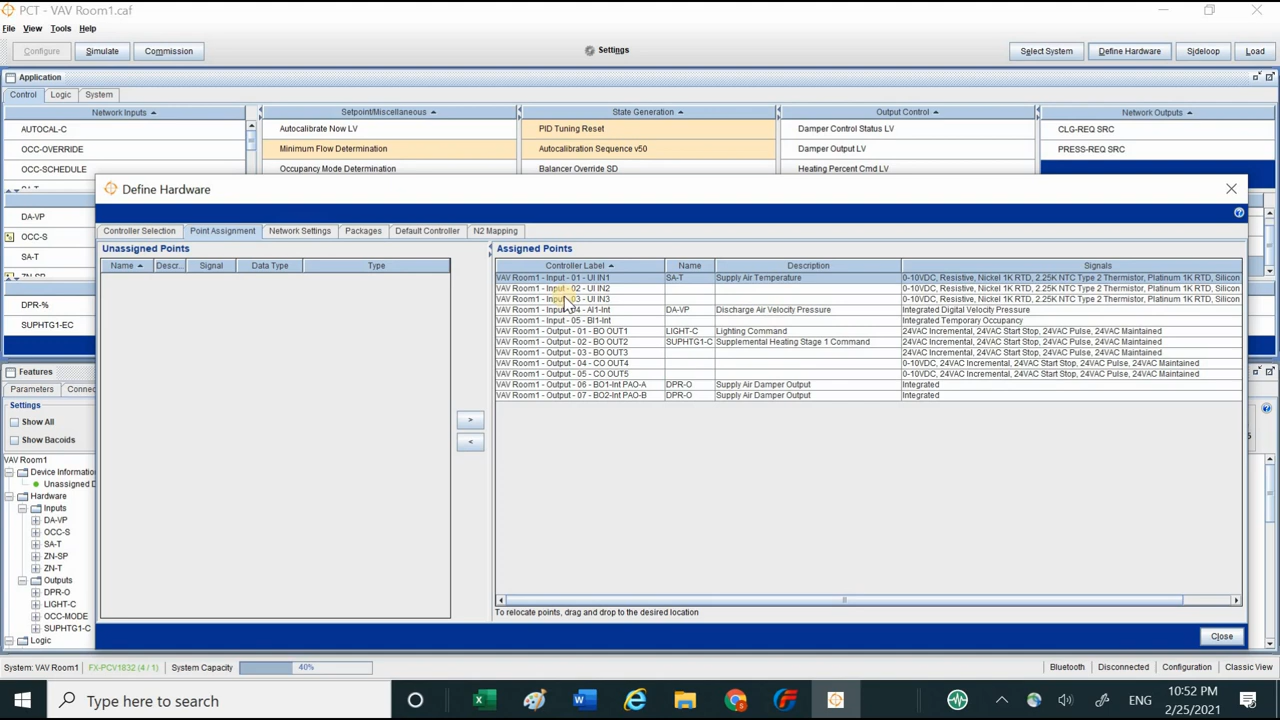 PCT - VAV Room1.caf
File View Tools Help
Configure Simulate Commission Settings Select System Define Hardware Sideloop Load
Application
Control Logic System
Network Inputs Setpoint/Miscellaneous State Generation Output Control Network Outputs
AUTOCAL-C Autocalibrate Now LV PID Tuning Reset Damper Control Status LV CLG-REQ SRC
OCC-OVERRIDE Minimum Flow Determination Autocalibration Sequence v50 Damper Output LV PRESS-REQ SRC
OCC-SCHEDULE Occupancy Mode Determination Balancer Override SD Heating Percent Cmd LV
Define Hardware
DA-VP
OCC-S
SA-T
DPR-%
SUPHTG1-EC
Controller Selection Point Assignment Network Settings Packages Default Controller N2 Mapping
Unassigned Points Assigned Points
Name Descr... Signal Data Type Type
Controller Label Name Description Signals
VAV Room1 - Input - 01 - UI IN1 SA-T Supply Air Temperature 0-10VDC, Resistive, Nickel 1K RTD, 2.25K NTC Type 2 Thermistor, Platinum 1K RTD, Silicon
VAV Room1 - Input - 02 - UI IN2 0-10VDC, Resistive, Nickel 1K RTD, 2.25K NTC Type 2 Thermistor, Platinum 1K RTD, Silicon
VAV Room1 - Input - 03 - UI IN3 0-10VDC, Resistive, Nickel 1K RTD, 2.25K NTC Type 2 Thermistor, Platinum 1K RTD, Silicon
VAV Room1 - Input - 04 - AI1-Int DA-VP Discharge Air Velocity Pressure Integrated Digital Velocity Pressure
VAV Room1 - Input - 05 - BI1-Int Integrated Temporary Occupancy
VAV Room1 - Output - 01 - BO OUT1 LIGHT-C Lighting Command 24VAC Incremental, 24VAC Start Stop, 24VAC Pulse, 24VAC Maintained
VAV Room1 - Output - 02 - BO OUT2 SUPHTG1-C Supplemental Heating Stage 1 Command 24VAC Incremental, 24VAC Start Stop, 24VAC Pulse, 24VAC Maintained
VAV Room1 - Output - 03 - BO OUT3 24VAC Incremental, 24VAC Start Stop, 24VAC Pulse, 24VAC Maintained
VAV Room1 - Output - 04 - CO OUT4 0-10VDC, 24VAC Incremental, 24VAC Start Stop, 24VAC Pulse, 24VAC Maintained
VAV Room1 - Output - 05 - CO OUT5 0-10VDC, 24VAC Incremental, 24VAC Start Stop, 24VAC Pulse, 24VAC Maintained
VAV Room1 - Output - 06 - BO1-Int PAO-A DPR-O Supply Air Damper Output Integrated
VAV Room1 - Output - 07 - BO2-Int PAO-B DPR-O Supply Air Damper Output Integrated
> 
<
To relocate points, drag and drop to the desired location
Close
Features
Parameters Connec
Settings
Show All
Show Bacoids
VAV Room1
Device Information
Unassigned D
Hardware
Inputs
DA-VP
OCC-S
SA-T
ZN-SP
ZN-T
Outputs
DPR-O
LIGHT-C
OCC-MODE
SUPHTG1-C
Logic
System: VAV Room1 FX-PCV1832 (4 / 1) System Capacity 40% Bluetooth Disconnected Configuration Classic View
Type here to search
ENG 10:52 PM
2/25/2021